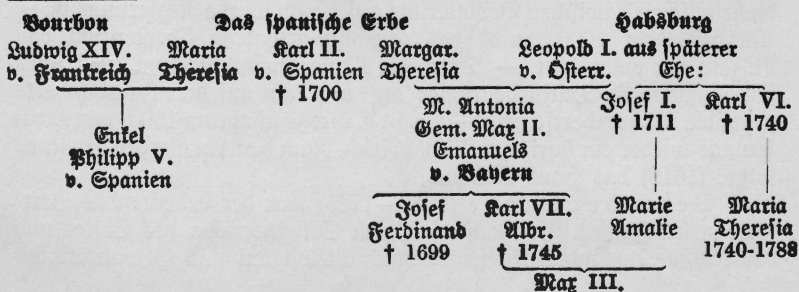 Bourbon Das spanische Erbe Habsburg
Ludwig XIV. Maria Karl II. Margar. Leopold I. aus späterer
v. Frankreich Theresia v. Spanien Theresia v. Österr. Ehe:
† 1700
M. Antonia Josef I. Karl VI.
Gem. Max II. † 1711 † 1740
Enkel Emanuels
Philipp V. v. Bayern
v. Spanien
Josef Karl VII. Marie Maria
Ferdinand Albr. Amalie Theresia
† 1699 † 1745 1740-1788
Max III.